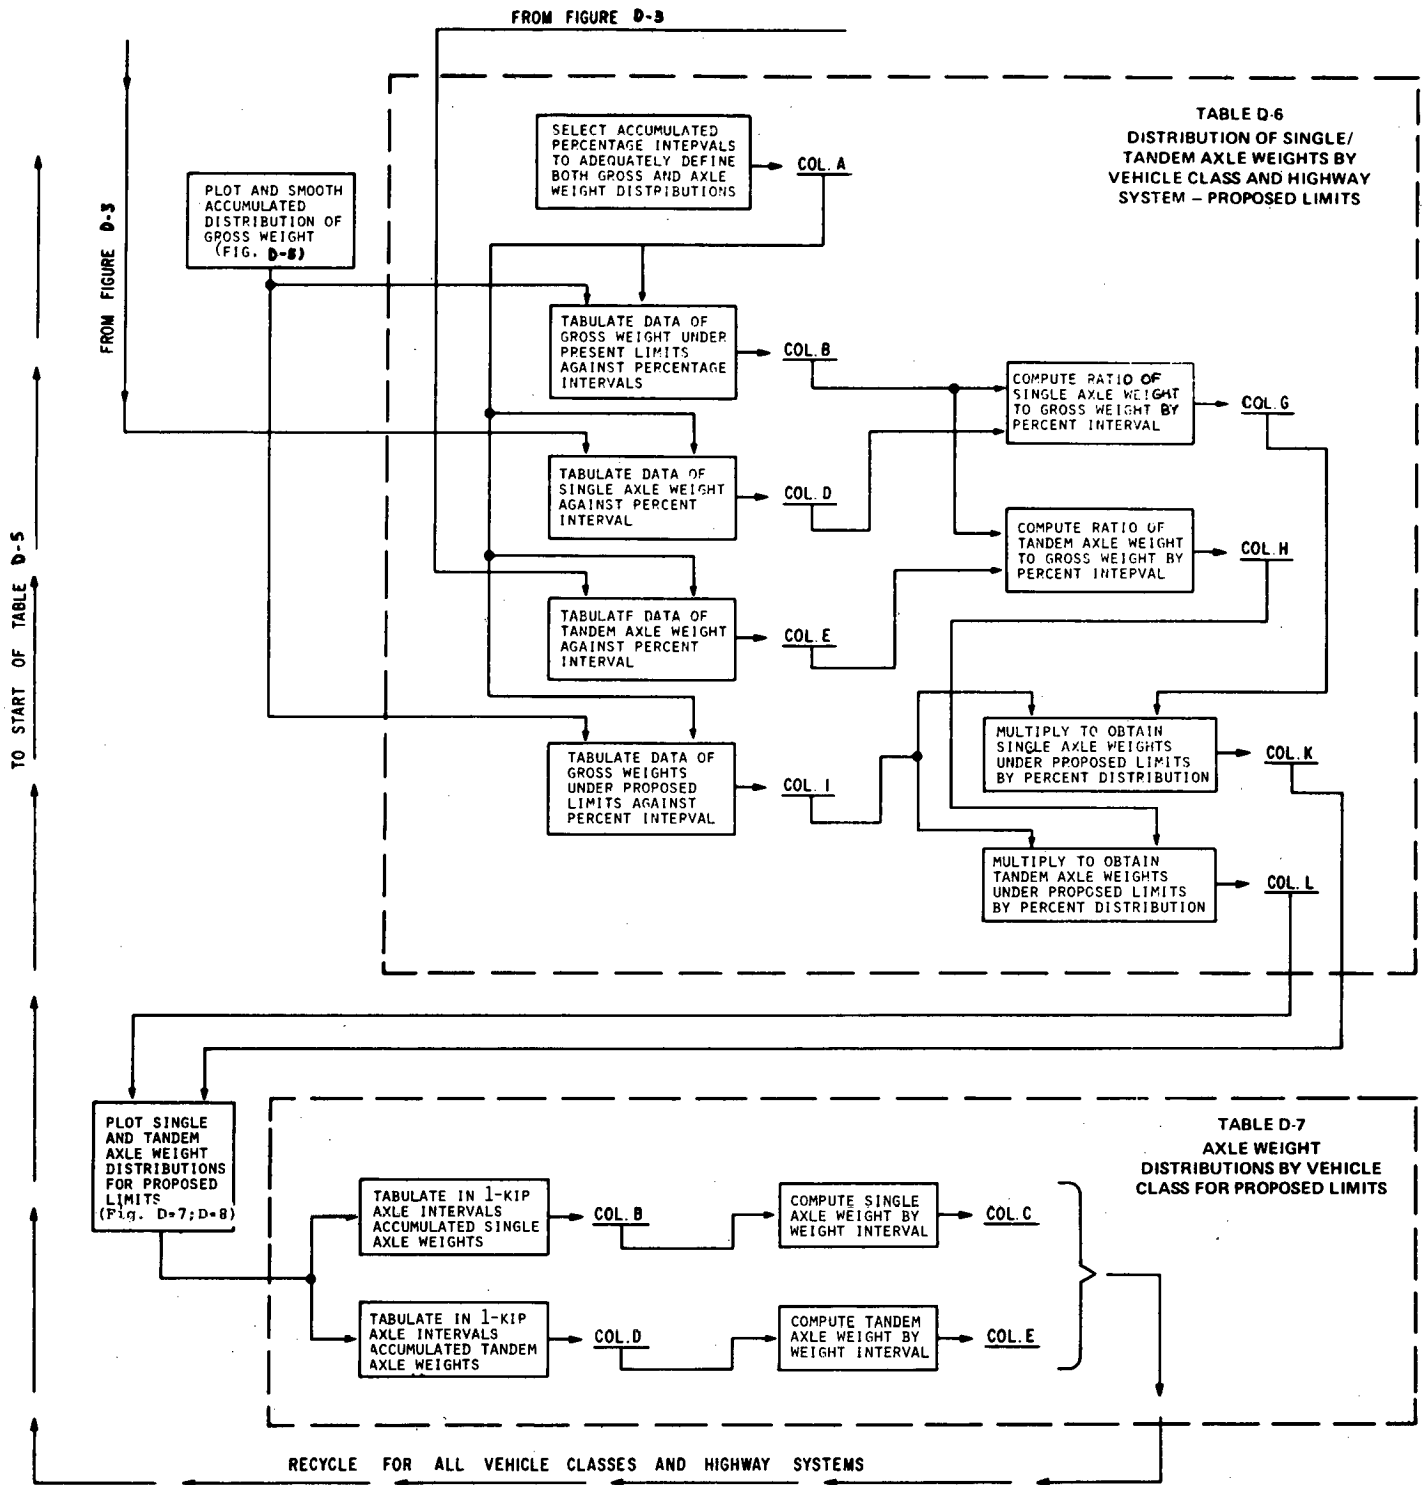 FROM FIGURE D-3
TABLE D-6
DISTRIBUTION OF SINGLE/
TANDEM AXLE WEIGHTS BY
VEHICLE CLASS AND HIGHWAY
SYSTEM – PROPOSED LIMITS
SELECT ACCUMULATED
PERCENTAGE INTERVALS
TO ADEQUATELY DEFINE
BOTH GROSS AND AXLE
WEIGHT DISTRIBUTIONS
COL. A
PLOT AND SMOOTH
ACCUMULATED
DISTRIBUTION OF
GROSS WEIGHT
(FIG. D-5)
FROM FIGURE D-3
TABULATE DATA OF
GROSS WEIGHT UNDER
PRESENT LIMITS
AGAINST PERCENTAGE
INTERVALS
COL. B
COMPUTE RATIO OF
SINGLE AXLE WEIGHT
TO GROSS WEIGHT BY
PERCENT INTERVAL
COL. G
TABULATE DATA OF
SINGLE AXLE WEIGHT
AGAINST PERCENT
INTERVAL
COL. D
COMPUTE RATIO OF
TANDEM AXLE WEIGHT
TO GROSS WEIGHT BY
PERCENT INTEPVAL
COL. H
TO START OF TABLE D-5
TABULATF DATA OF
TANDEM AXLE WEIGHT
AGAINST PERCENT
INTERVAL
COL. E
TABULATE DATA OF
GROSS WEIGHTS
UNDER PROPOSED
LIMITS AGAINST
PERCENT INTERVAL
COL. I
MULTIPLY TO OBTAIN
SINGLE AXLE WEIGHTS
UNDER PROPOSED LIMITS
BY PERCENT DISTRIBUTION
COL. K
MULTIPLY TO OBTAIN
TANDEM AXLE WEIGHTS
UNDER PROPOSED LIMITS
BY PERCENT DISTRIBUTION
COL. L
PLOT SINGLE
AND TANDEM
AXLE WEIGHT
DISTRIBUTIONS
FOR PROPOSED
LIMITS
(Fig. D=7;D=8)
TABLE D-7
AXLE WEIGHT
DISTRIBUTIONS BY VEHICLE
CLASS FOR PROPOSED LIMITS
TABULATE IN 1-KIP
AXLE INTERVALS
ACCUMULATED SINGLE
AXLE WEIGHTS
COL. B
COMPUTE SINGLE
AXLE WEIGHT BY
WEIGHT INTERVAL
COL. C
TABULATE IN 1-KIP
AXLE INTERVALS
ACCUMULATED TANDEM
AXLE WEIGHTS
COL. D
COMPUTE TANDEM
AXLE WEIGHT BY
WEIGHT INTERVAL
COL. E
RECYCLE FOR ALL VEHICLE CLASSES AND HIGHWAY SYSTEMS